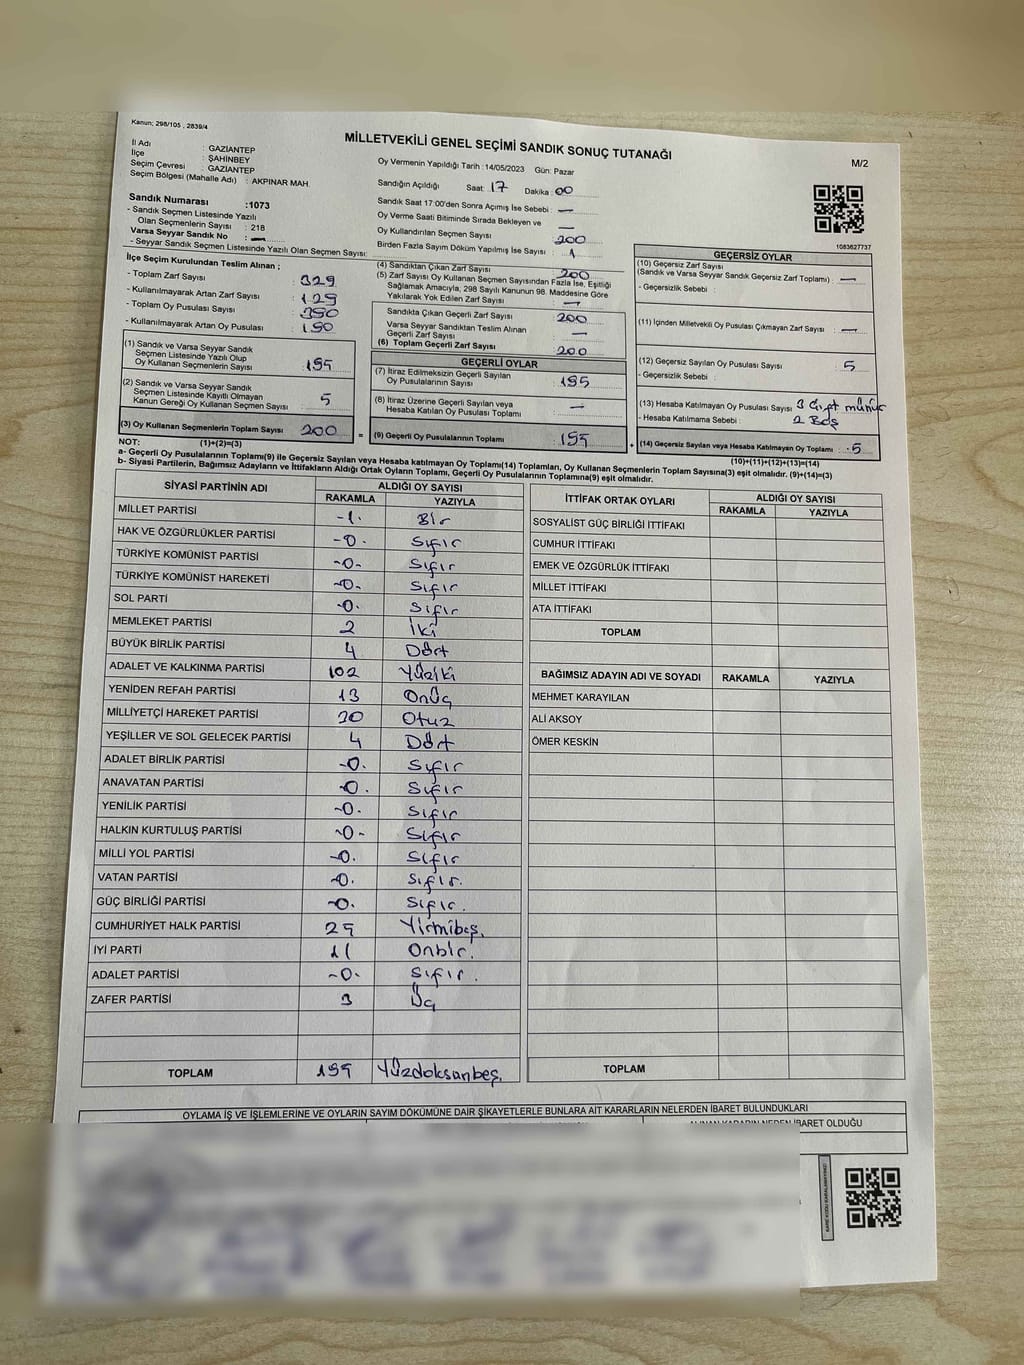 Kanun; 298/105 , 2839/4
MİLLETVEKİLİ GENEL SEÇİMİ SANDIK SONUÇ TUTANAĞI
M/2
İl Adı : GAZIANTEP
İlçe : ŞAHİNBEY
Seçim Çevresi : GAZIANTEP
Seçim Bölgesi (Mahalle Adı) : AKPINAR MAH.
Sandık Numarası :1073
- Sandık Seçmen Listesinde Yazılı
Olan Seçmenlerin Sayısı : 218
Varsa Seyyar Sandık No : —
- Seyyar Sandık Seçmen Listesinde Yazılı Olan Seçmen Sayısı:
Oy Vermenin Yapıldığı Tarih :14/05/2023 Gün: Pazar
Sandığın Açıldığı Saat: 17 Dakika : 00
Sandık Saat 17:00'den Sonra Açımış İse Sebebi : —
Oy Verme Saati Bitiminde Sırada Bekleyen ve —
Oy Kullandırılan Seçmen Sayısı : 200
Birden Fazla Sayım Döküm Yapılmış İse Sayısı : 1
1083627737
İlçe Seçim Kurulundan Teslim Alınan ;
- Toplam Zarf Sayısı : 329
- Kullanılmayarak Artan Zarf Sayısı : 129
- Toplam Oy Pusulası Sayısı : 390
- Kullanılmayarak Artan Oy Pusulası : 190
(1) Sandık ve Varsa Seyyar Sandık
Seçmen Listesinde Yazılı Olup
Oy Kullanan Seçmenlerin Sayısı : 195
(2) Sandık ve Varsa Seyyar Sandık
Seçmen Listesinde Kayıtlı Olmayan
Kanun Gereği Oy Kullanan Seçmen Sayısı : 5
(3) Oy Kullanan Seçmenlerin Toplam Sayısı 200
(1)+(2)=(3)
(4) Sandıktan Çıkan Zarf Sayısı : 200
(5) Zarf Sayısı Oy Kullanan Seçmen Sayısından Fazla İse, Eşitliği
Sağlamak Amacıyla, 298 Sayılı Kanunun 98. Maddesine Göre
Yakılarak Yok Edilen Zarf Sayısı : —
Sandıkta Çıkan Geçerli Zarf Sayısı : 200
Varsa Seyyar Sandıktan Teslim Alınan
Geçerli Zarf Sayısı : —
(6) Toplam Geçerli Zarf Sayısı : 200
GEÇERLİ OYLAR
(7) İtiraz Edilmeksizin Geçerli Sayılan
Oy Pusulalarının Sayısı : 195
(8) İtiraz Üzerine Geçerli Sayılan veya
Hesaba Katılan Oy Pusulası Toplamı : —
= (9) Geçerli Oy Pusulalarının Toplamı : 195
GEÇERSİZ OYLAR
(10) Geçersiz Zarf Sayısı
(Sandık ve Varsa Seyyar Sandık Geçersiz Zarf Toplamı) : —
- Geçersizlik Sebebi :
(11) İçinden Milletvekili Oy Pusulası Çıkmayan Zarf Sayısı : —
(12) Geçersiz Sayılan Oy Pusulası Sayısı : 5
- Geçersizlik Sebebi :
(13) Hesaba Katılmayan Oy Pusulası Sayısı : 3 Çift mühür
- Hesaba Katılmama Sebebi : 2 Boş
+ (14) Geçersiz Sayılan veya Hesaba Katılmayan Oy Toplamı : 5
(10)+(11)+(12)+(13)=(14)
NOT:
a- Geçerli Oy Pusulalarının Toplamı(9) ile Geçersiz Sayılan veya Hesaba katılmayan Oy Toplamı(14) Toplamları, Oy Kullanan Seçmenlerin Toplam Sayısına(3) eşit olmalıdır. (9)+(14)=(3)
b- Siyasi Partilerin, Bağımsız Adayların ve İttifakların Aldığı Ortak Oyların Toplamı, Geçerli Oy Pusulalarının Toplamına(9) eşit olmalıdır.
SİYASİ PARTİNİN ADI ALDIĞI OY SAYISI
RAKAMLA YAZIYLA
MİLLET PARTİSİ -1. Bir
HAK VE ÖZGÜRLÜKLER PARTİSİ -0. Sıfır
TÜRKİYE KOMÜNİST PARTİSİ -0- Sıfır
TÜRKİYE KOMÜNİST HAREKETİ -0. Sıfır
SOL PARTİ -0. Sıfır
MEMLEKET PARTİSİ 2 İki
BÜYÜK BİRLİK PARTİSİ 4 Dört
ADALET VE KALKINMA PARTİSİ 102 Yüziki
YENİDEN REFAH PARTİSİ 13 Onüç
MİLLİYETÇİ HAREKET PARTİSİ 30 Otuz
YEŞİLLER VE SOL GELECEK PARTİSİ 4 Dört
ADALET BİRLİK PARTİSİ -0. Sıfır
ANAVATAN PARTİSİ -0. Sıfır
YENİLİK PARTİSİ -0. Sıfır
HALKIN KURTULUŞ PARTİSİ -0- Sıfır
MİLLİ YOL PARTİSİ -0. Sıfır
VATAN PARTİSİ -0. Sıfır.
GÜÇ BİRLİĞİ PARTİSİ -0. Sıfır.
CUMHURİYET HALK PARTİSİ 25 Yirmibeş.
İYİ PARTİ 11 Onbir.
ADALET PARTİSİ -0- Sıfır.
ZAFER PARTİSİ 3 Üç
TOPLAM 195 Yüzdoksanbeş.
İTTİFAK ORTAK OYLARI ALDIĞI OY SAYISI
RAKAMLA YAZIYLA
SOSYALİST GÜÇ BİRLİĞİ İTTİFAKI
CUMHUR İTTİFAKI
EMEK VE ÖZGÜRLÜK İTTİFAKI
MİLLET İTTİFAKI
ATA İTTİFAKI
TOPLAM
BAĞIMSIZ ADAYIN ADI VE SOYADI RAKAMLA YAZIYLA
MEHMET KARAYILAN
ALİ AKSOY
ÖMER KESKİN
TOPLAM
OYLAMA İŞ VE İŞLEMLERİNE VE OYLARIN SAYIM DÖKÜMÜNE DAİR ŞİKAYETLERLE BUNLARA AİT KARARLARIN NELERDEN İBARET BULUNDUKLARI
ALINAN KARARIN NEDEN İBARET OLDUĞU